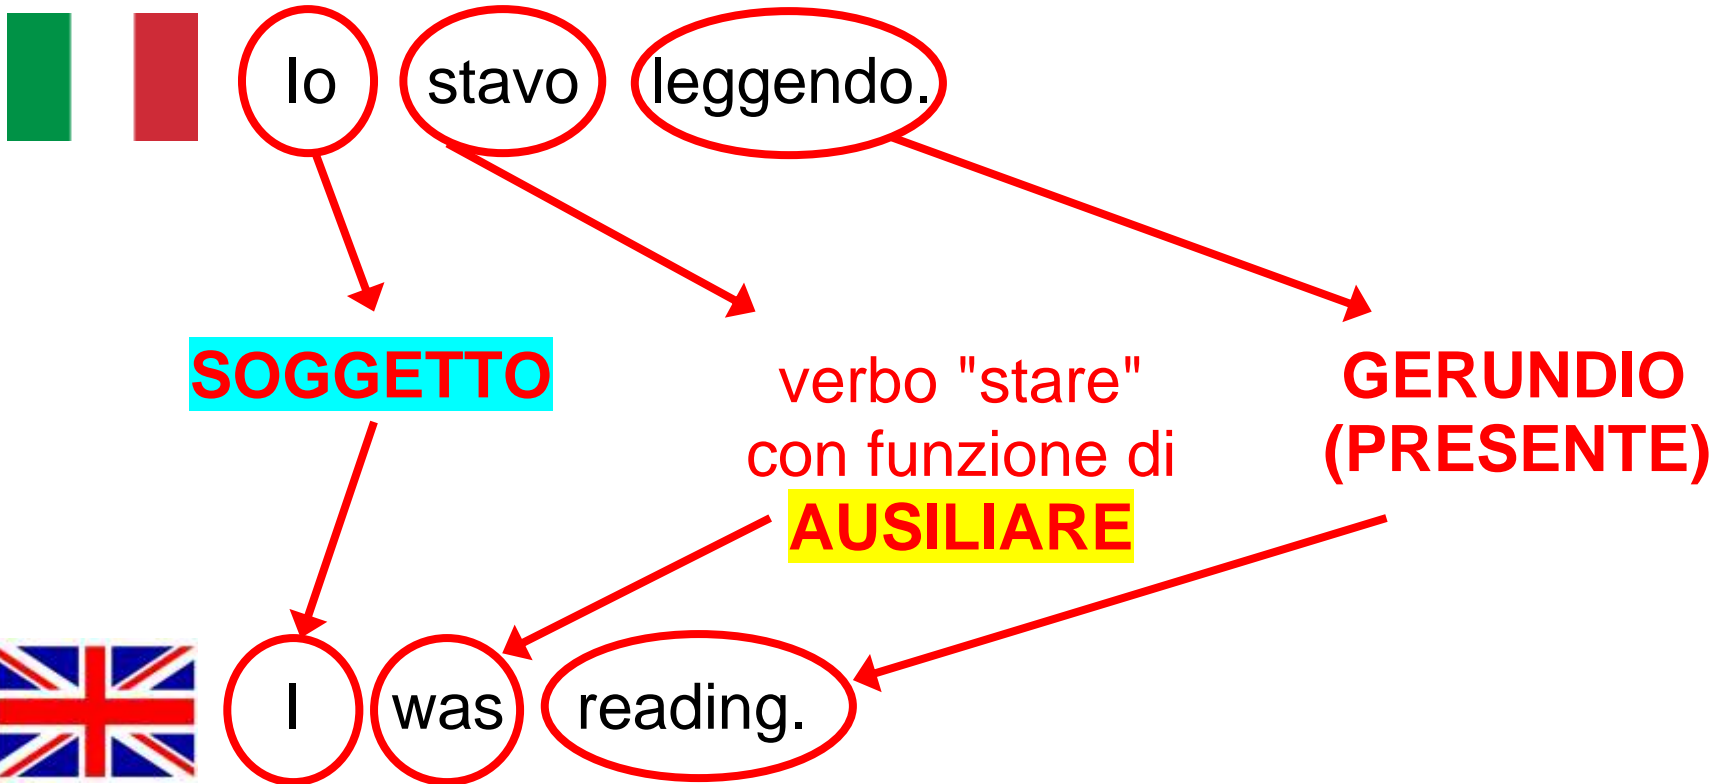 Io stavo leggendo.
SOGGETTO
verbo "stare"
con funzione di
AUSILIARE
GERUNDIO
(PRESENTE)
I was reading.